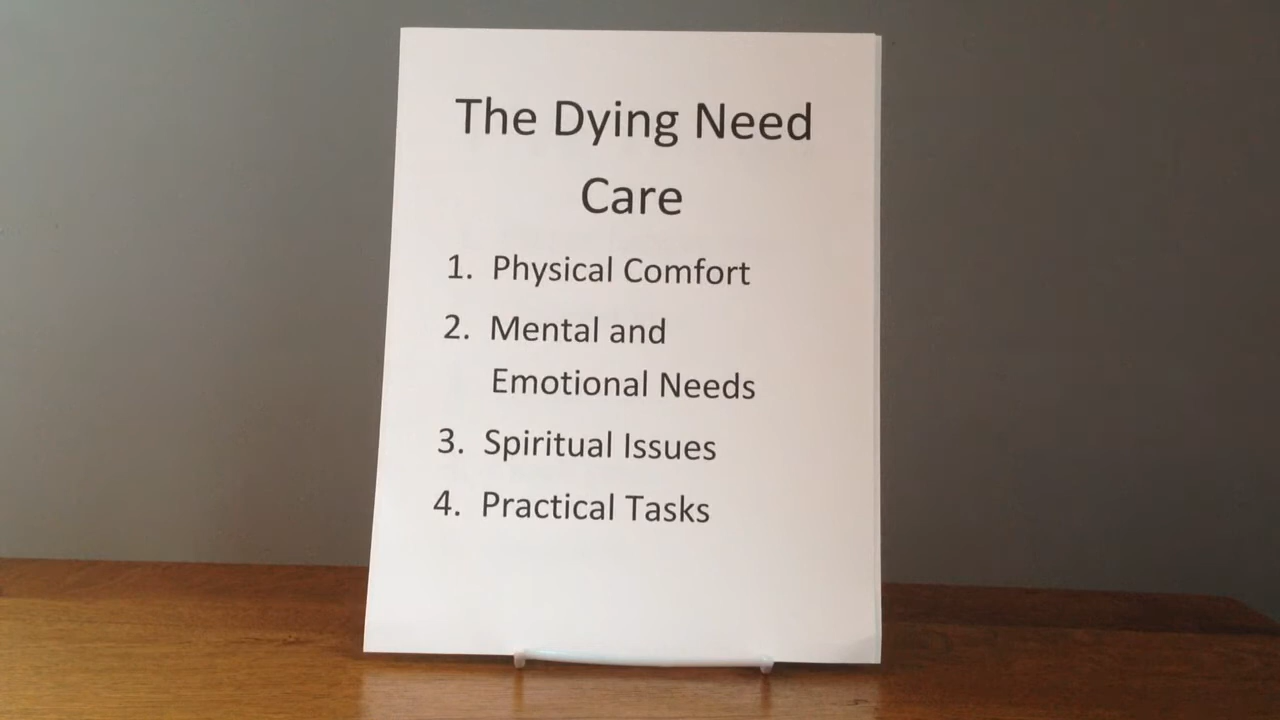 The Dying Need
Care
1. Physical Comfort
2. Mental and
Emotional Needs
3. Spiritual Issues
4. Practical Tasks